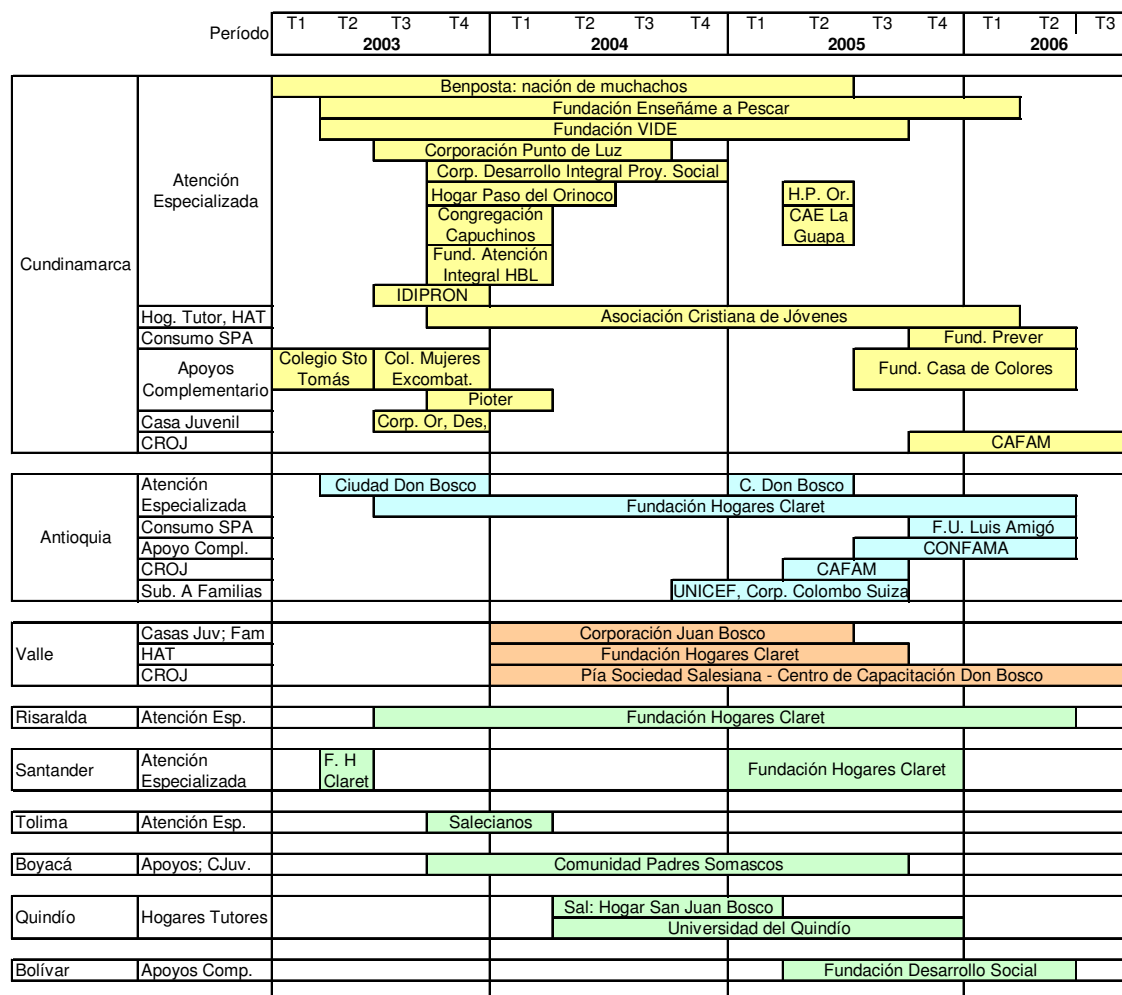 Período
T1 T2 T3 T4 T1 T2 T3 T4 T1 T2 T3 T4 T1 T2 T3
2003 2004 2005 2006
Cundinamarca
Atención
Especializada
Benposta: nación de muchachos
Fundación Enseñáme a Pescar
Fundación VIDE
Corporación Punto de Luz
Corp. Desarrollo Integral Proy. Social
Hogar Paso del Orinoco
H.P. Or.
Congregación
Capuchinos
CAE La
Guapa
Fund. Atención
Integral HBL
IDIPRON
Hog. Tutor, HAT
Asociación Cristiana de Jóvenes
Consumo SPA
Fund. Prever
Apoyos
Complementario
Colegio Sto
Tomás
Col. Mujeres
Excombat.
Fund. Casa de Colores
Pioter
Casa Juvenil
Corp. Or, Des,
CROJ
CAFAM
Antioquia
Atención
Especializada
Ciudad Don Bosco
C. Don Bosco
Fundación Hogares Claret
Consumo SPA
F.U. Luis Amigó
Apoyo Compl.
CONFAMA
CROJ
CAFAM
Sub. A Familias
UNICEF, Corp. Colombo Suiza
Valle
Casas Juv; Fam
Corporación Juan Bosco
HAT
Fundación Hogares Claret
CROJ
Pía Sociedad Salesiana - Centro de Capacitación Don Bosco
Risaralda
Atención Esp.
Fundación Hogares Claret
Santander
Atención
Especializada
F. H
Claret
Fundación Hogares Claret
Tolima
Atención Esp.
Salecianos
Boyacá
Apoyos; CJuv.
Comunidad Padres Somascos
Quindío
Hogares Tutores
Sal: Hogar San Juan Bosco
Universidad del Quindío
Bolívar
Apoyos Comp.
Fundación Desarrollo Social